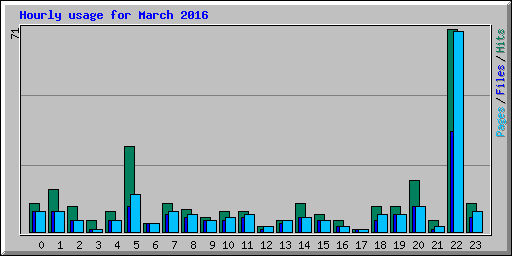 Hourly usage for March 2016
71
Pages/Files/Hits
0 1 2 3 4 5 6 7 8 9 10 11 12 13 14 15 16 17 18 19 20 21 22 23